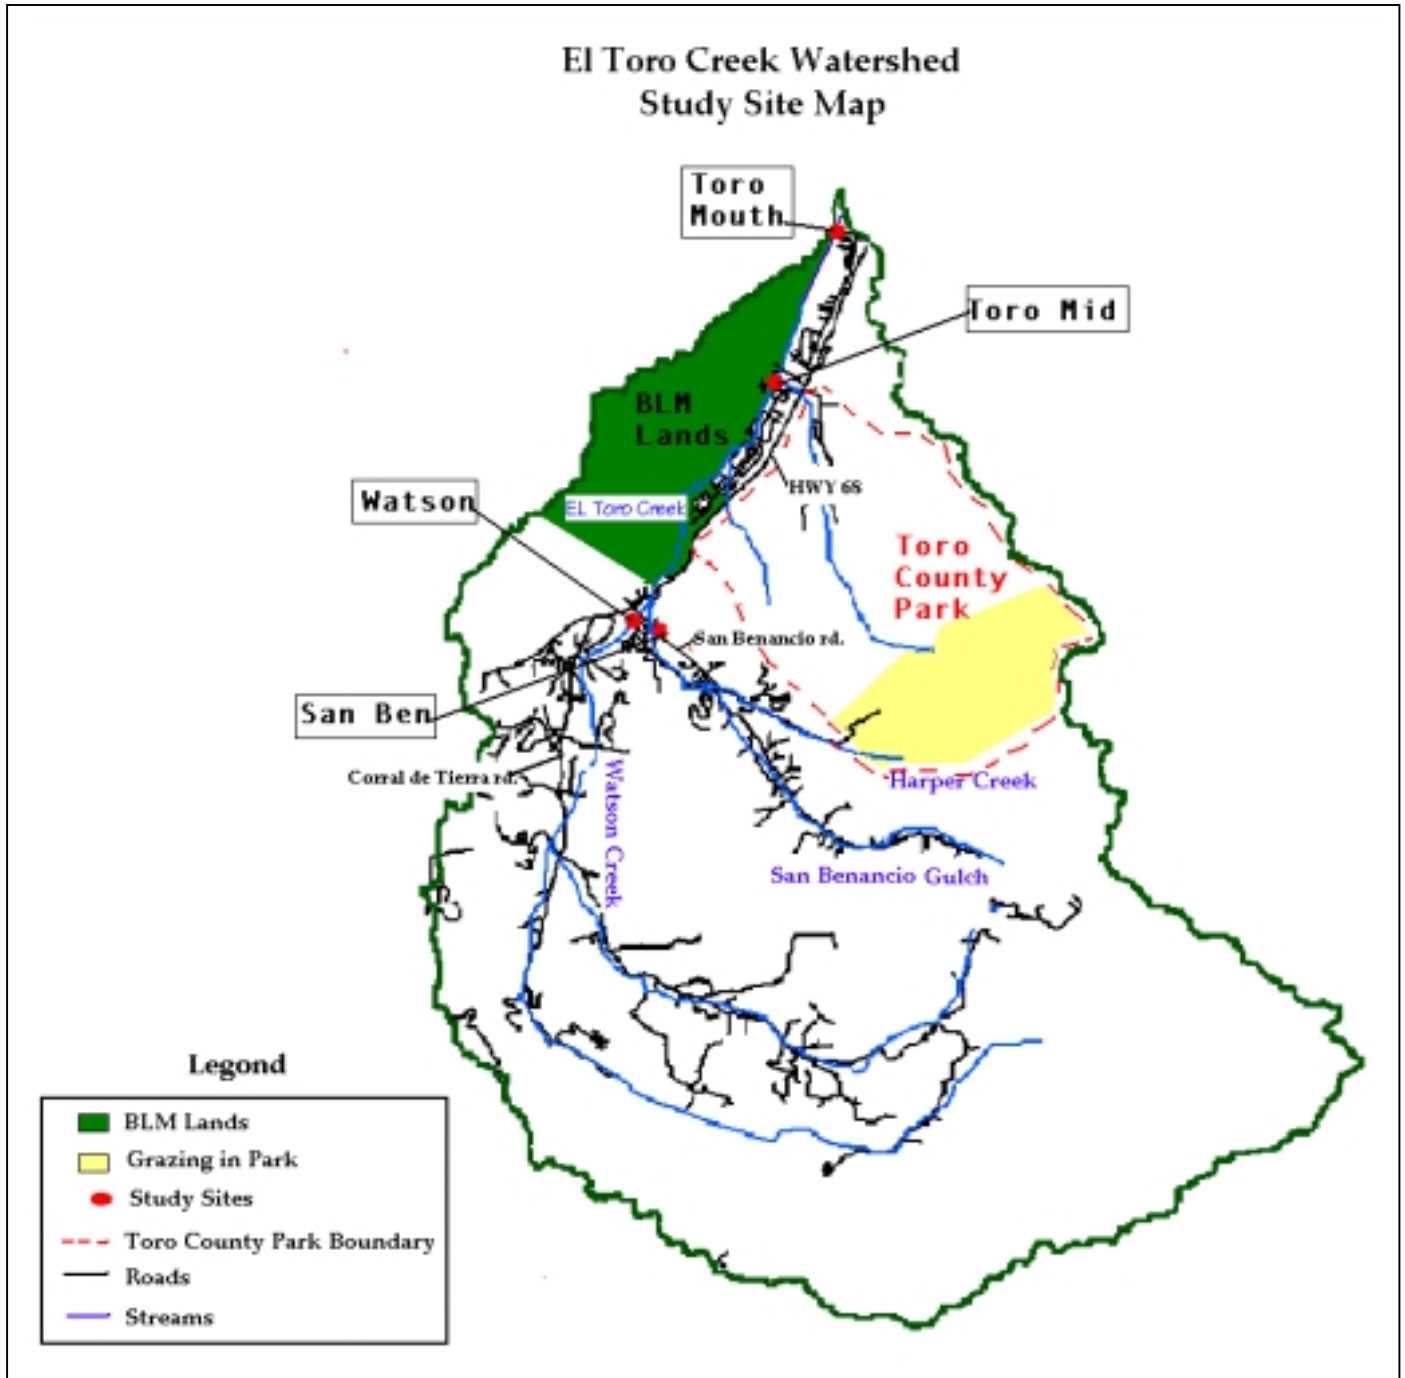 El Toro Creek Watershed
Study Site Map
Toro
Mouth
Toro Mid
BLM
Lands
HWY 68
Watson
EL Toro Creek
Toro
County
Park
San Benancio rd.
San Ben
Corral de Tierra rd.
Watson Creek
Harper Creek
San Benancio Gulch
Legond
BLM Lands
Grazing in Park
Study Sites
Toro County Park Boundary
Roads
Streams